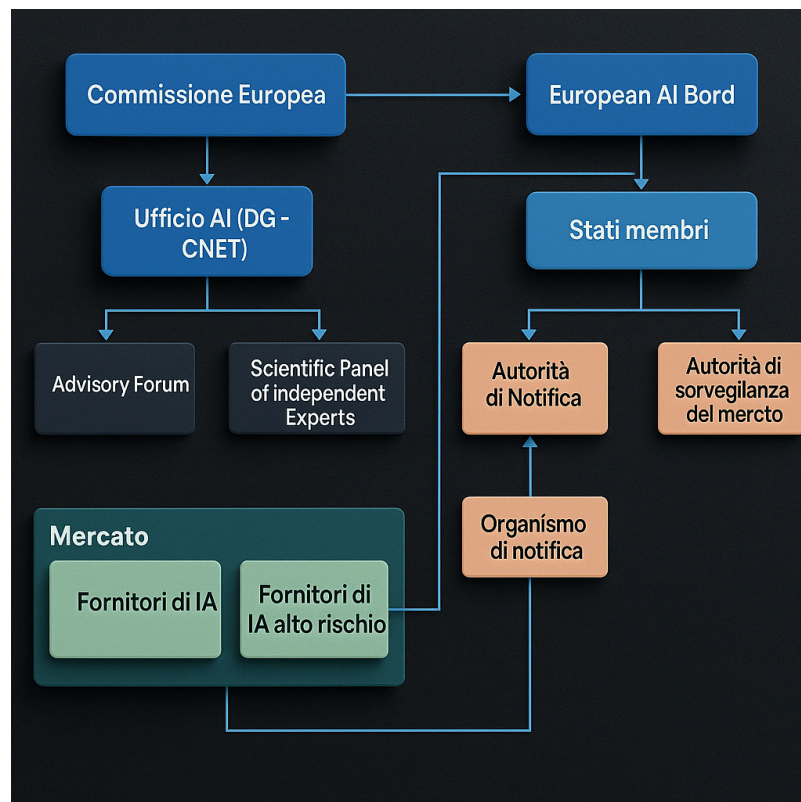 Commissione Europea
European AI Bord
Ufficio AI (DG -
CNET)
Stati membri
Advisory Forum
Scientific Panel
of independent
Experts
Autorità
di Notifica
Autorità di
sorvegilanza
del mercto
Organísmo
di notifica
Mercato
Fornitori di IA
Fornitori di
IA alto rischio